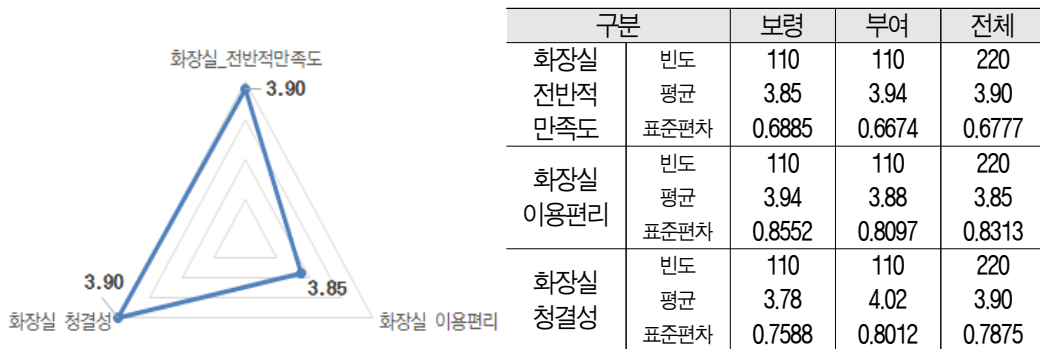 화장실_전반적만족도
3.90
3.90
3.85
화장실 청결성
화장실 이용편리
구분 보령 부여 전체
화장실 전반적 만족도 빈도 110 110 220
평균 3.85 3.94 3.90
표준편차 0.6885 0.6674 0.6777
화장실 이용편리 빈도 110 110 220
평균 3.94 3.88 3.85
표준편차 0.8552 0.8097 0.8313
화장실 청결성 빈도 110 110 220
평균 3.78 4.02 3.90
표준편차 0.7588 0.8012 0.7875